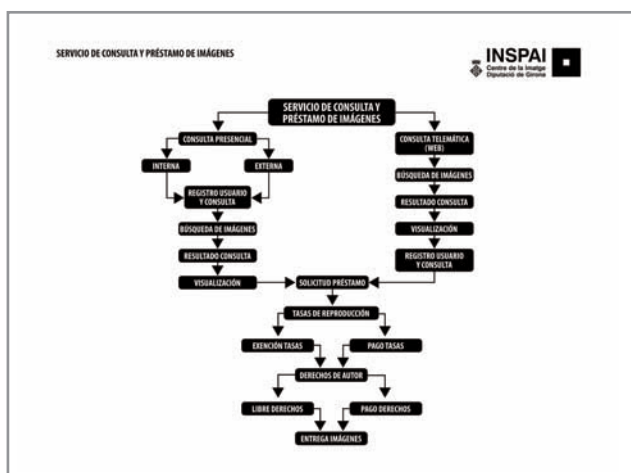 SERVICIO DE CONSULTA Y PRÉSTAMO DE IMÁGENES
INSPAI
Centre de la Imatge
Diputació de Girona
SERVICIO DE CONSULTA Y
PRÉSTAMO DE IMÁGENES
CONSULTA PRESENCIAL
CONSULTA TELEMÁTICA
(WEB)
INTERNA
EXTERNA
BÚSQUEDA DE IMÁGENES
REGISTRO USUARIO
Y CONSULTA
RESULTADO CONSULTA
BÚSQUEDA DE IMÁGENES
VISUALIZACIÓN
RESULTADO CONSULTA
REGISTRO USUARIO
Y CONSULTA
VISUALIZACIÓN
SOLICITUD PRÉSTAMO
TASAS DE REPRODUCCIÓN
EXENCIÓN TASAS
PAGO TASAS
DERECHOS DE AUTOR
LIBRE DERECHOS
PAGO DERECHOS
ENTREGA IMÁGENES